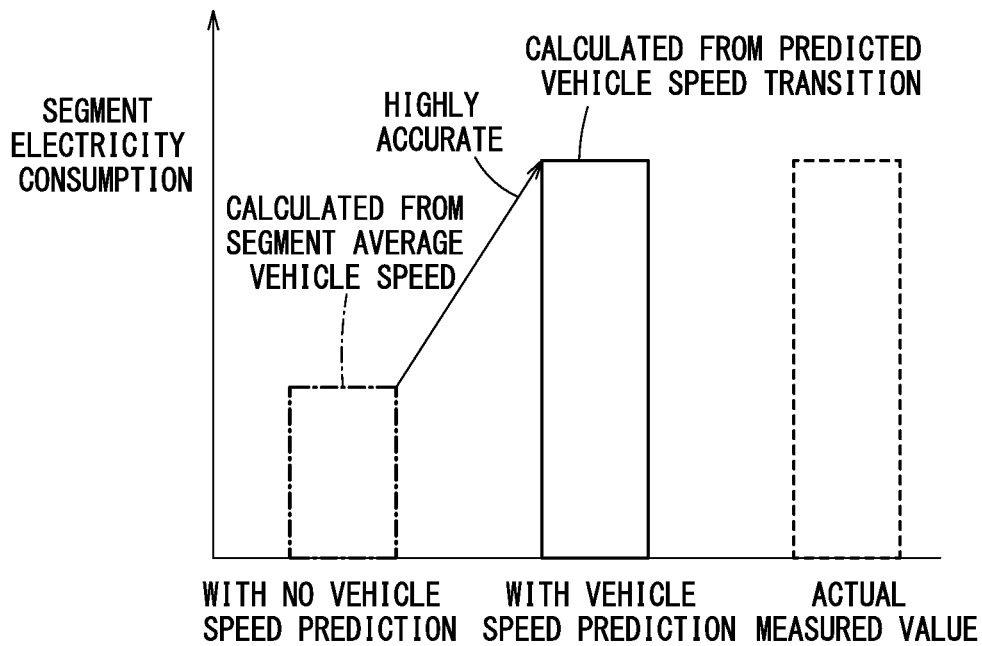 CALCULATED FROM PREDICTED
VEHICLE SPEED TRANSITION
HIGHLY
ACCURATE
SEGMENT
ELECTRICITY
CONSUMPTION
CALCULATED FROM
SEGMENT AVERAGE
VEHICLE SPEED
WITH NO VEHICLE
SPEED PREDICTION
WITH VEHICLE
SPEED PREDICTION
ACTUAL
MEASURED VALUE